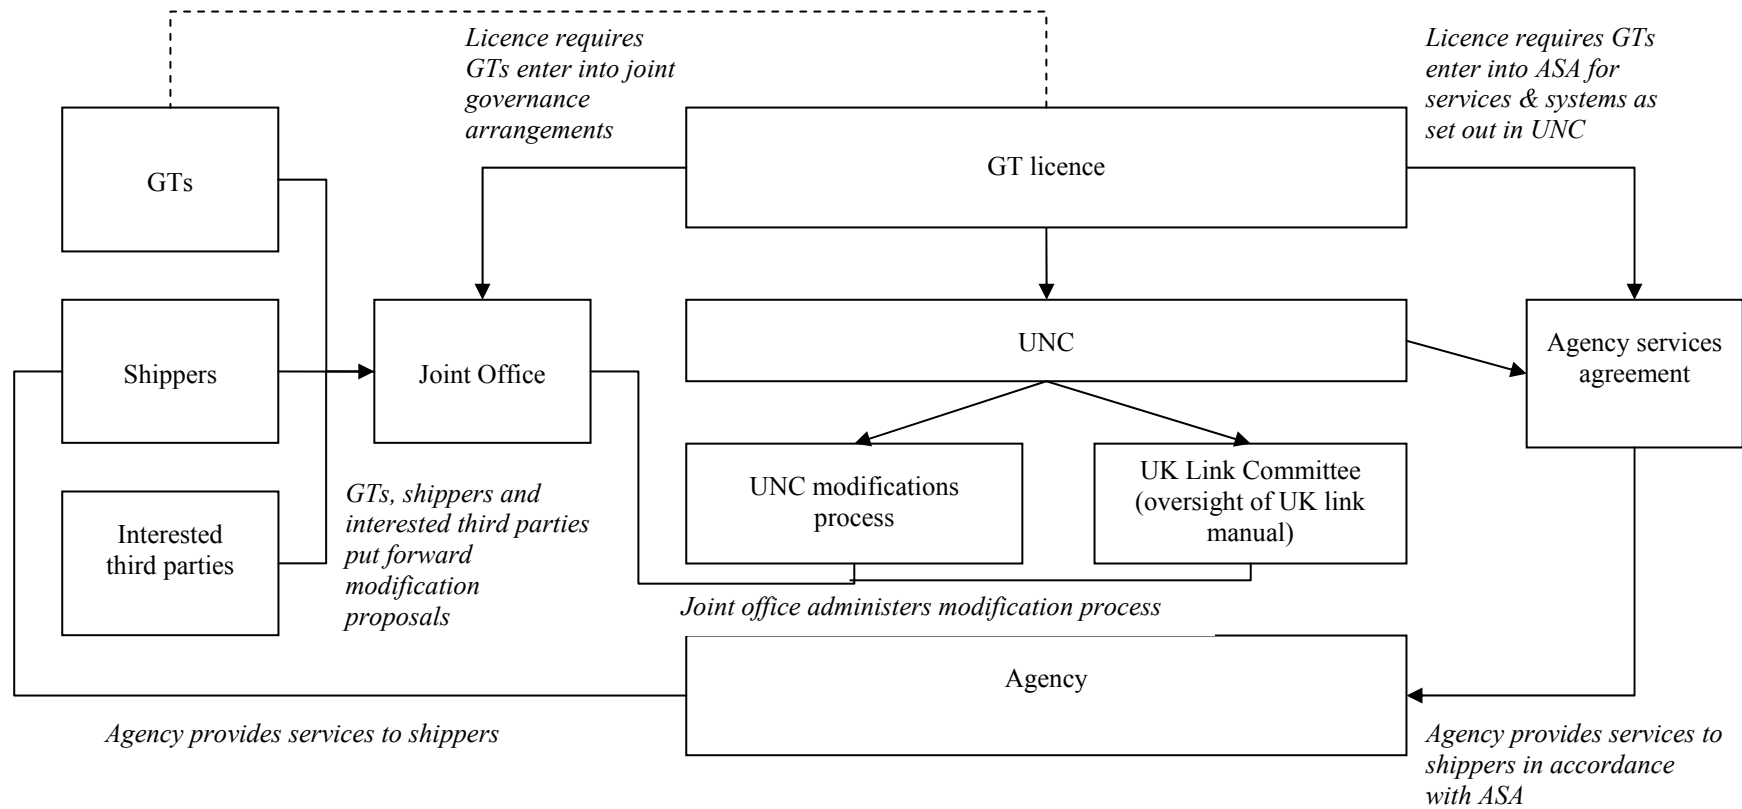 Licence requires
GTs enter into joint
governance
arrangements
Licence requires GTs
enter into ASA for
services & systems as
set out in UNC
GTs
GT licence
Shippers
Joint Office
UNC
Agency services
agreement
Interested
third parties
GTs, shippers and
interested third parties
put forward
modification
proposals
UNC modifications
process
UK Link Committee
(oversight of UK link
manual)
Joint office administers modification process
Agency
Agency provides services to shippers
Agency provides services to
shippers in accordance
with ASA